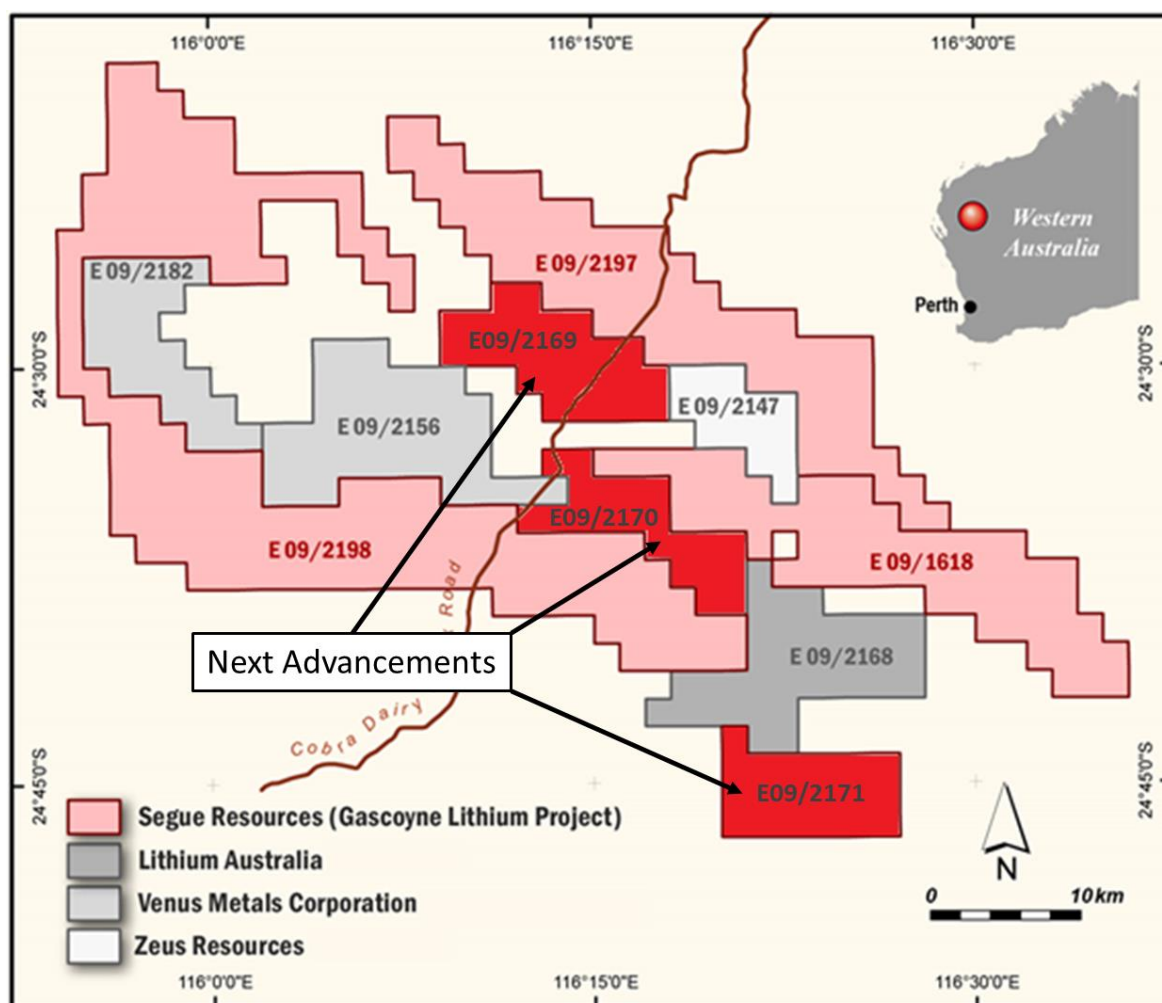 116°0'0"E
116°15'0"E
116°30'0"E
Western
Australia
Perth
E 09/2182
E 09/2197
E09/2169
24°30'0"S
24°30'0"S
E 09/2147
E 09/2156
E09/2170
E 09/2198
E 09/1618
Road
Next Advancements
E 09/2168
Cobra Dairy
24°45'0"S
24°45'0"S
E09/2171
Segue Resources (Gascoyne Lithium Project)
Lithium Australia
Venus Metals Corporation
Zeus Resources
N
0 10km
116°0'0"E
116°15'0"E
116°30'0"E